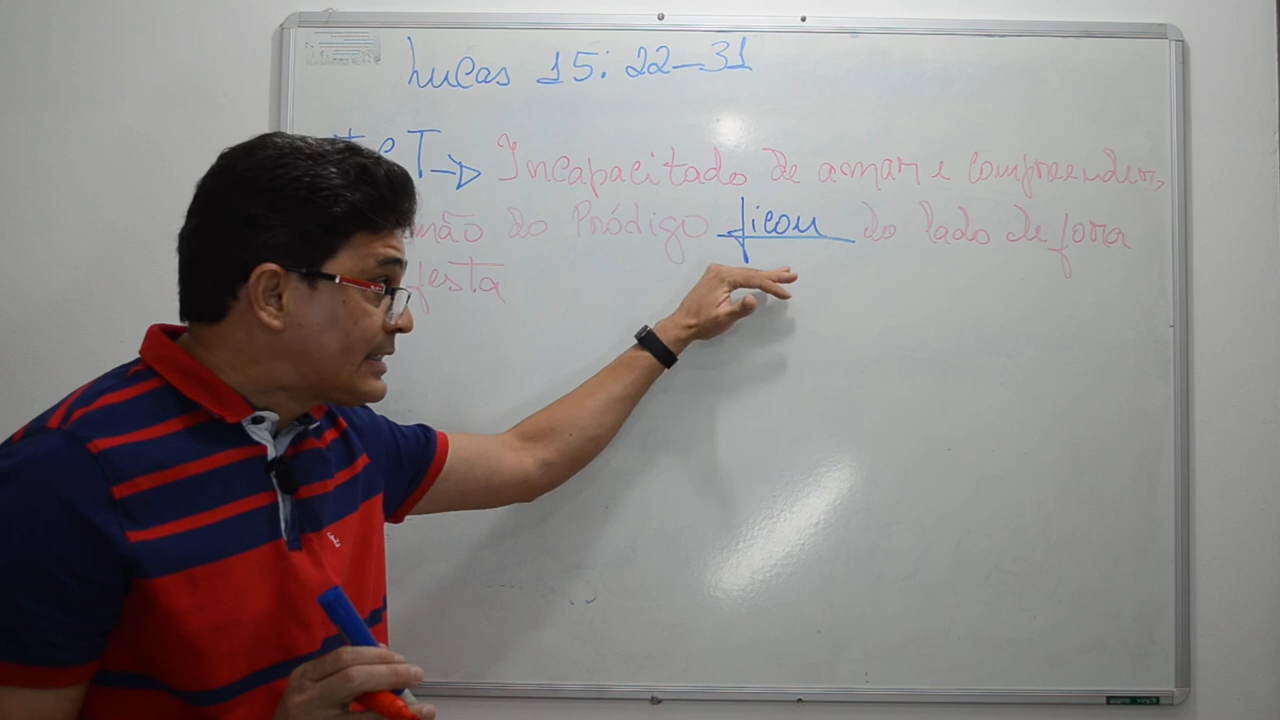 Lucas 15: 22-31
T→ Incapacitado de amar e compreender,
mão do Pródigo ficou do lado de fora
festa